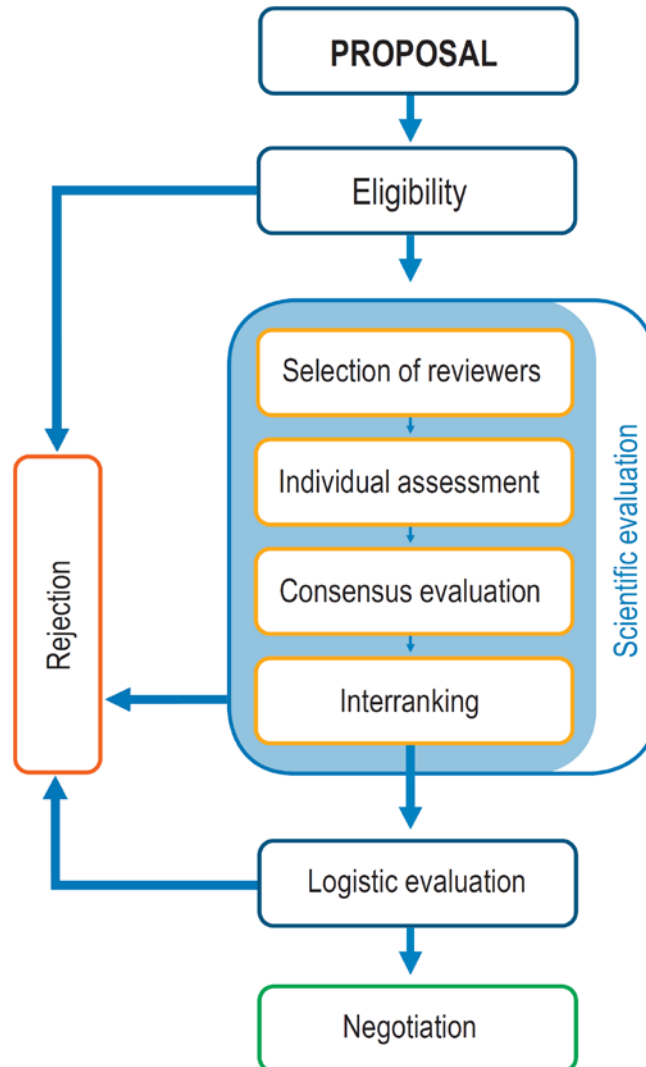 PROPOSAL
Eligibility
Selection of reviewers
Individual assessment
Consensus evaluation
Interranking
Scientific evaluation
Rejection
Logistic evaluation
Negotiation